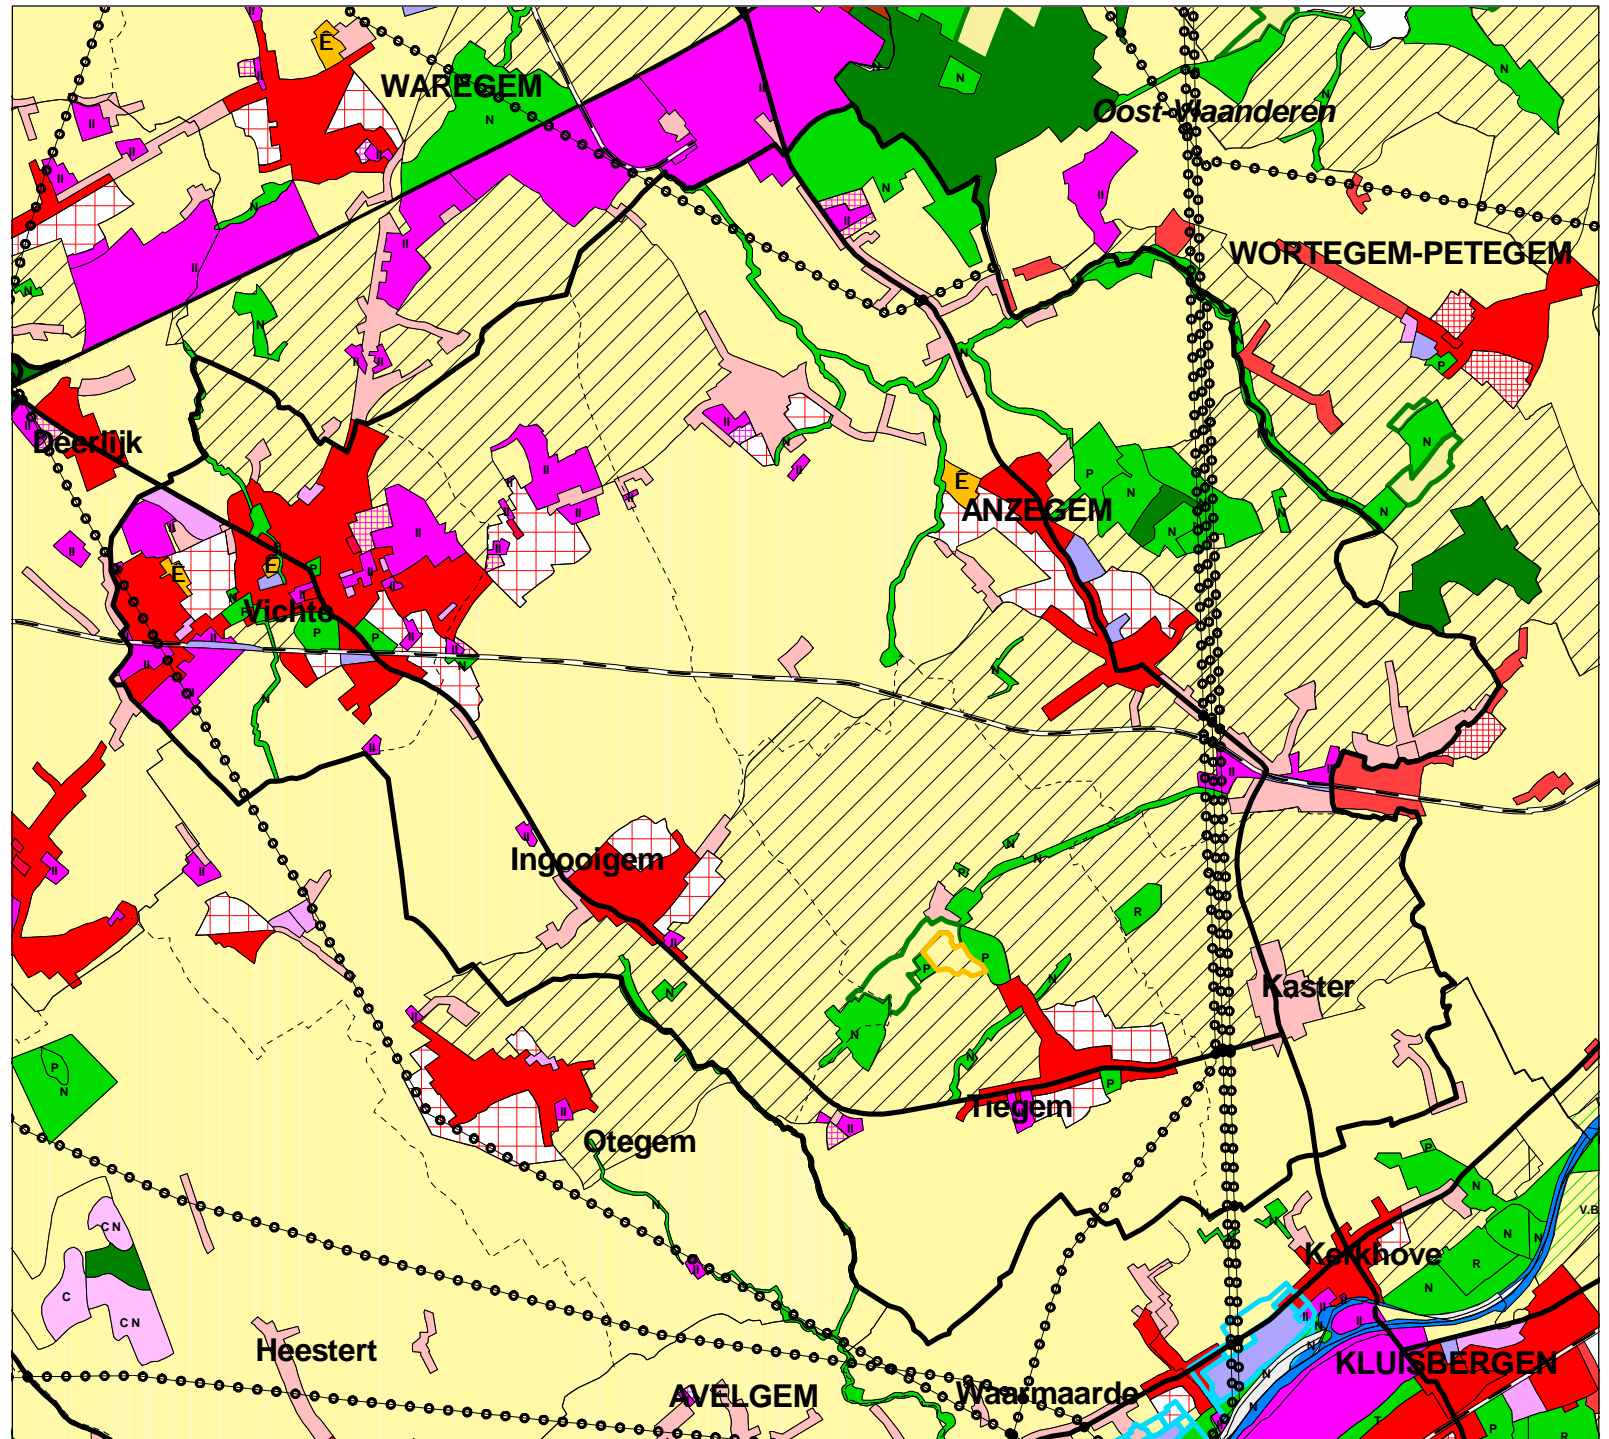 WAREGEM
Oost-Vlaanderen
WORTEGEM-PETEGEM
Deerlijk
ANZEGEM
Vichte
Ingooigem
Kaster
Tiegem
Otegem
Kerkhove
Heestert
KLUISBERGEN
AVELGEM
Waarmaarde